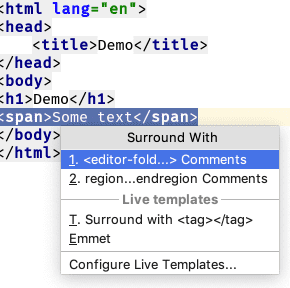 <html lang="en">
<head>
    <title>Demo</title>
</head>
<body>
<h1>Demo</h1>
<span>Some text</span>
</body>
</html>
Surround With
1. <editor-fold...> Comments
2. region...endregion Comments
Live templates
T. Surround with <tag></tag>
Emmet
Configure Live Templates...